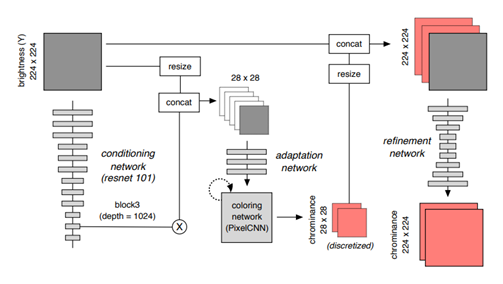 brightness (Y)
224 x 224
conditioning
network
(resnet 101)
block3
(depth = 1024)
X
resize
concat
28 x 28
adaptation
network
coloring
network
(PixelCNN)
chrominance
28 x 28
(discretized)
concat
resize
224 x 224
refinement
network
chrominance
224 x 224